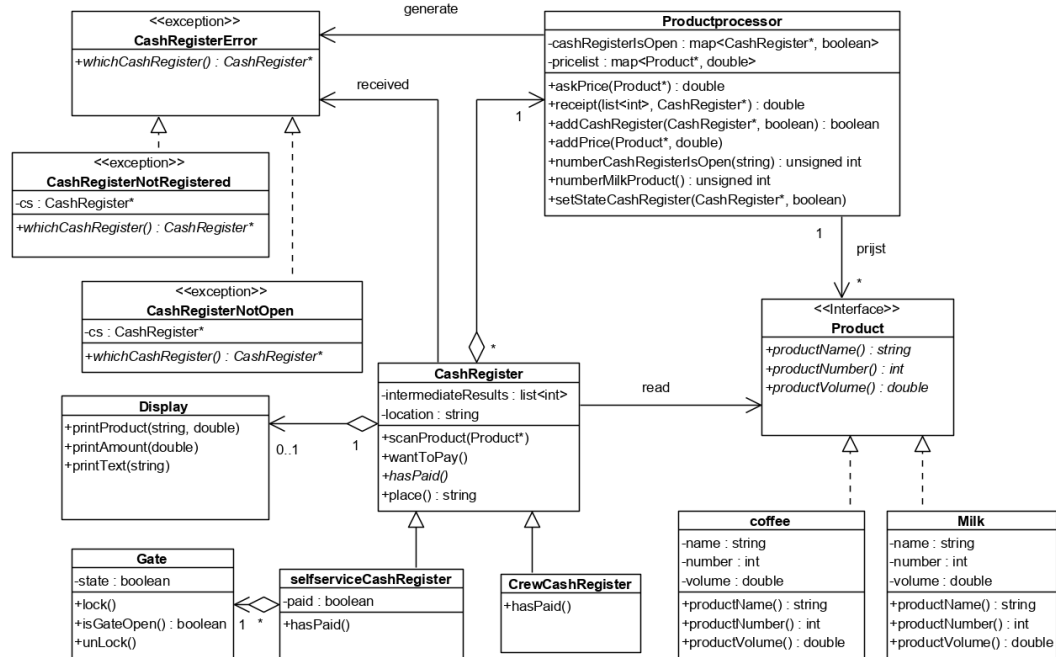 <<exception>>
CashRegisterError
+whichCashRegister() : CashRegister*
generate
received
Productprocessor
-cashRegisterIsOpen : map<CashRegister*, boolean>
-pricelist : map<Product*, double>
+askPrice(Product*) : double
+receipt(list<int>, CashRegister*) : double
+addCashRegister(CashRegister*, boolean) : boolean
+addPrice(Product*, double)
+numberCashRegisterIsOpen(string) : unsigned int
+numberMilkProduct() : unsigned int
+setStateCashRegister(CashRegister*, boolean)
1
<<exception>>
CashRegisterNotRegistered
-cs : CashRegister*
+whichCashRegister() : CashRegister*
1
prijst
*
<<exception>>
CashRegisterNotOpen
-cs : CashRegister*
+whichCashRegister() : CashRegister*
<<Interface>>
Product
+productName() : string
+productNumber() : int
+productVolume() : double
*
CashRegister
-intermediateResults : list<int>
-location : string
+scanProduct(Product*)
+wantToPay()
+hasPaid()
+place() : string
read
Display
+printProduct(string, double)
+printAmount(double)
+printText(string)
0..1
1
Gate
-state : boolean
+lock()
+isGateOpen() : boolean
+unLock()
1
*
selfserviceCashRegister
-paid : boolean
+hasPaid()
CrewCashRegister
+hasPaid()
coffee
-name : string
-number : int
-volume : double
+productName() : string
+productNumber() : int
+productVolume() : double
Milk
-name : string
-number : int
-volume : double
+productName() : string
+productNumber() : int
+productVolume() : double